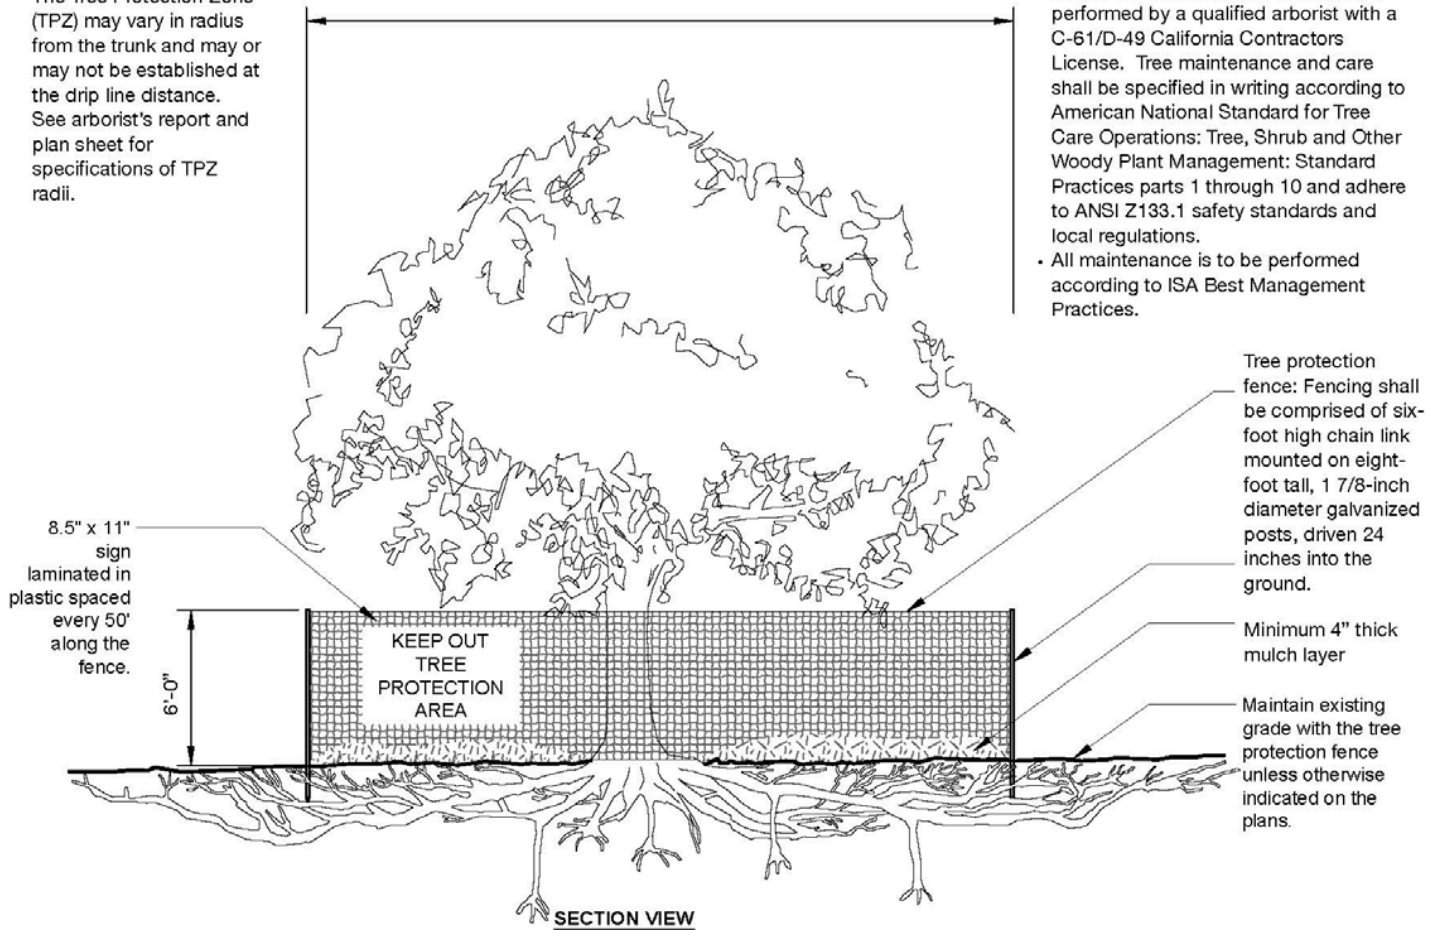 The Tree Protection Zone
(TPZ) may vary in radius
from the trunk and may or
may not be established at
the drip line distance.
See arborist's report and
plan sheet for
specifications of TPZ
radii.
performed by a qualified arborist with a
C-61/D-49 California Contractors
License. Tree maintenance and care
shall be specified in writing according to
American National Standard for Tree
Care Operations: Tree, Shrub and Other
Woody Plant Management: Standard
Practices parts 1 through 10 and adhere
to ANSI Z133.1 safety standards and
local regulations.
• All maintenance is to be performed
according to ISA Best Management
Practices.
Tree protection
fence: Fencing shall
be comprised of six-
foot high chain link
mounted on eight-
foot tall, 1 7/8-inch
diameter galvanized
posts, driven 24
inches into the
ground.
8.5" x 11"
sign
laminated in
plastic spaced
every 50'
along the
fence.
6'-0"
KEEP OUT
TREE
PROTECTION
AREA
Minimum 4" thick
mulch layer
Maintain existing
grade with the tree
protection fence
unless otherwise
indicated on the
plans.
SECTION VIEW